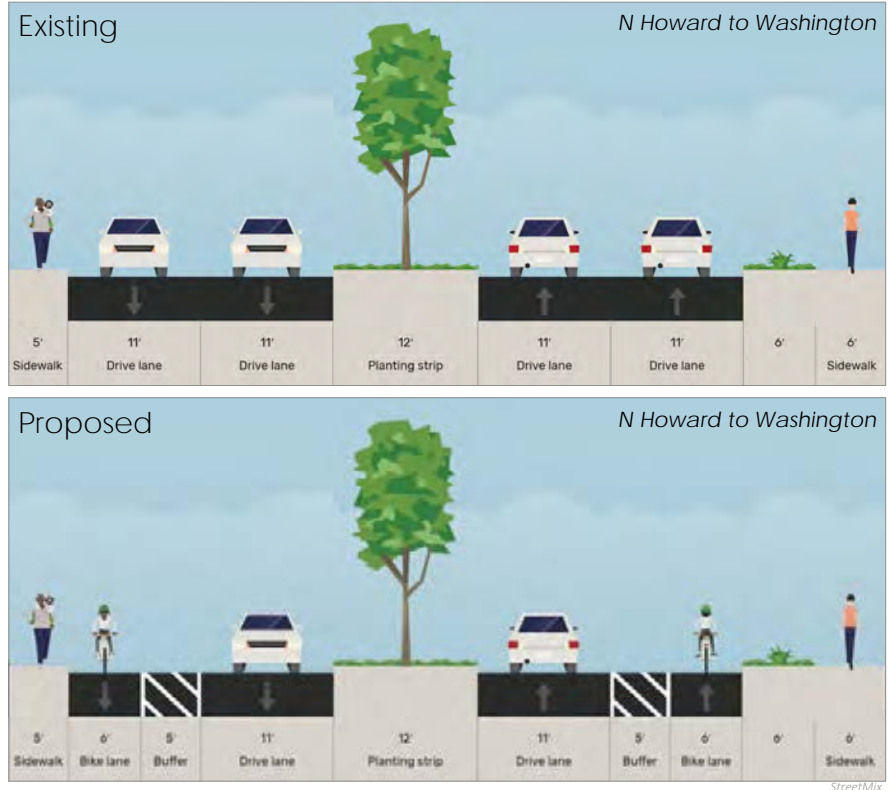 Existing
N Howard to Washington
5' 11' 11' 12' 11' 11' 6' 6'
Sidewalk Drive lane Drive lane Planting strip Drive lane Drive lane Sidewalk
Proposed
N Howard to Washington
5' 6' 5' 11' 12' 11' 5' 6' 6' 6'
Sidewalk Bike lane Buffer Drive lane Planting strip Drive lane Buffer Bike lane Sidewalk
StreetMix